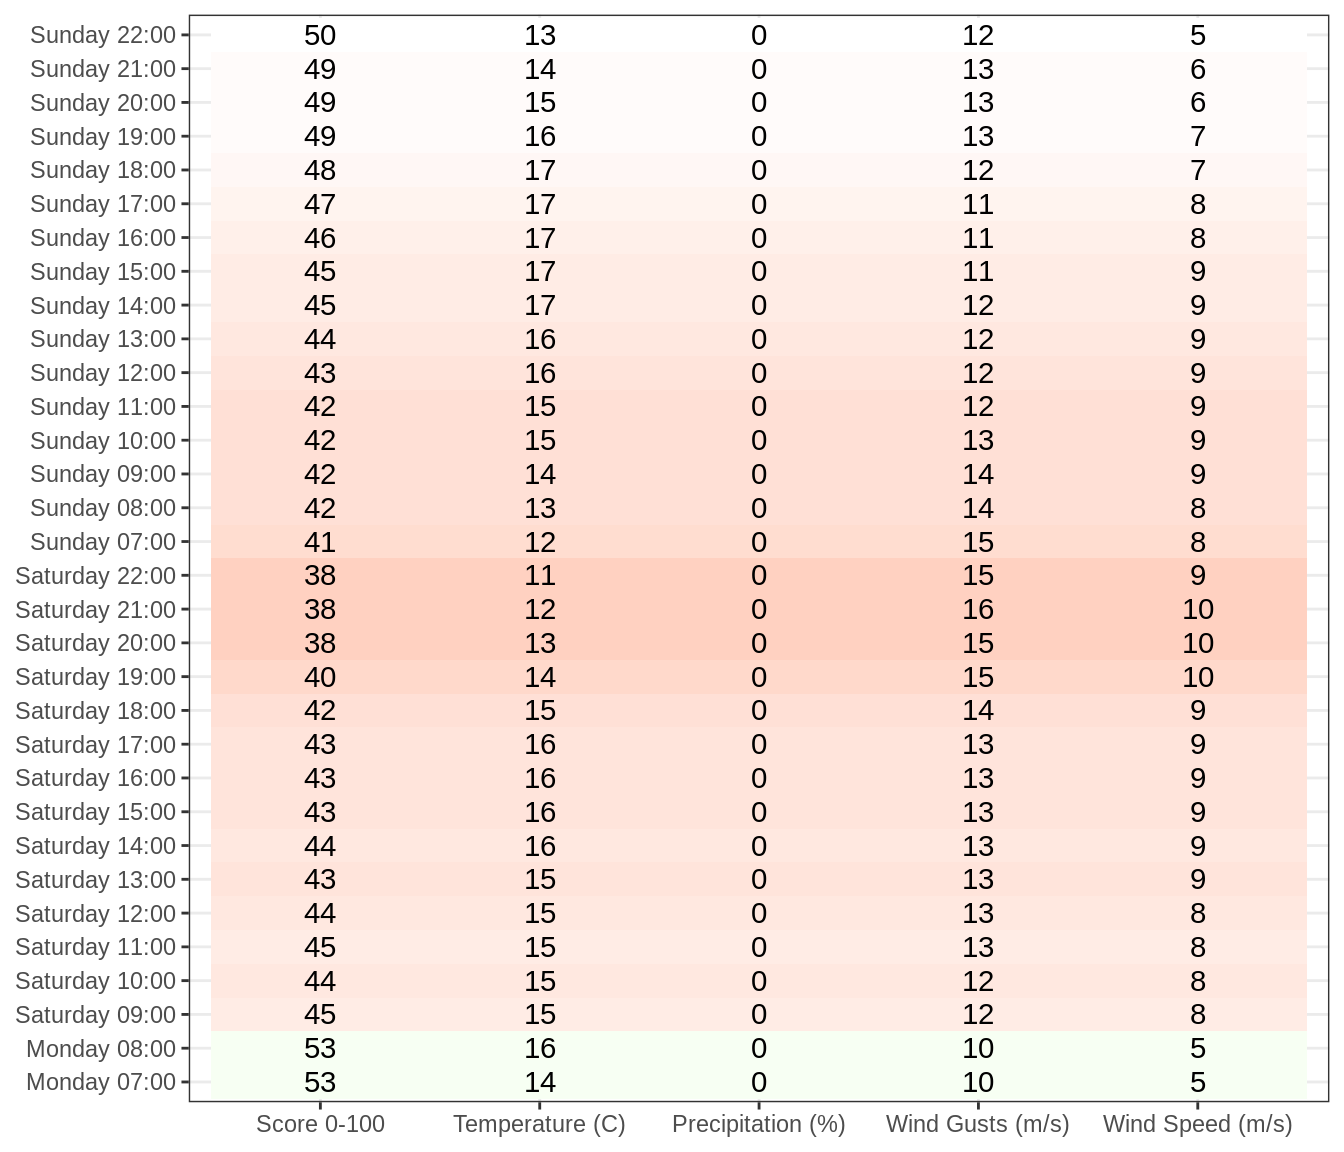 Sunday 22:00 50 13 0 12 5
Sunday 21:00 49 14 0 13 6
Sunday 20:00 49 15 0 13 6
Sunday 19:00 49 16 0 13 7
Sunday 18:00 48 17 0 12 7
Sunday 17:00 47 17 0 11 8
Sunday 16:00 46 17 0 11 8
Sunday 15:00 45 17 0 11 9
Sunday 14:00 45 17 0 12 9
Sunday 13:00 44 16 0 12 9
Sunday 12:00 43 16 0 12 9
Sunday 11:00 42 15 0 12 9
Sunday 10:00 42 15 0 13 9
Sunday 09:00 42 14 0 14 9
Sunday 08:00 42 13 0 14 8
Sunday 07:00 41 12 0 15 8
Saturday 22:00 38 11 0 15 9
Saturday 21:00 38 12 0 16 10
Saturday 20:00 38 13 0 15 10
Saturday 19:00 40 14 0 15 10
Saturday 18:00 42 15 0 14 9
Saturday 17:00 43 16 0 13 9
Saturday 16:00 43 16 0 13 9
Saturday 15:00 43 16 0 13 9
Saturday 14:00 44 16 0 13 9
Saturday 13:00 43 15 0 13 9
Saturday 12:00 44 15 0 13 8
Saturday 11:00 45 15 0 13 8
Saturday 10:00 44 15 0 12 8
Saturday 09:00 45 15 0 12 8
Monday 08:00 53 16 0 10 5
Monday 07:00 53 14 0 10 5
Score 0-100 Temperature (C) Precipitation (%) Wind Gusts (m/s) Wind Speed (m/s)